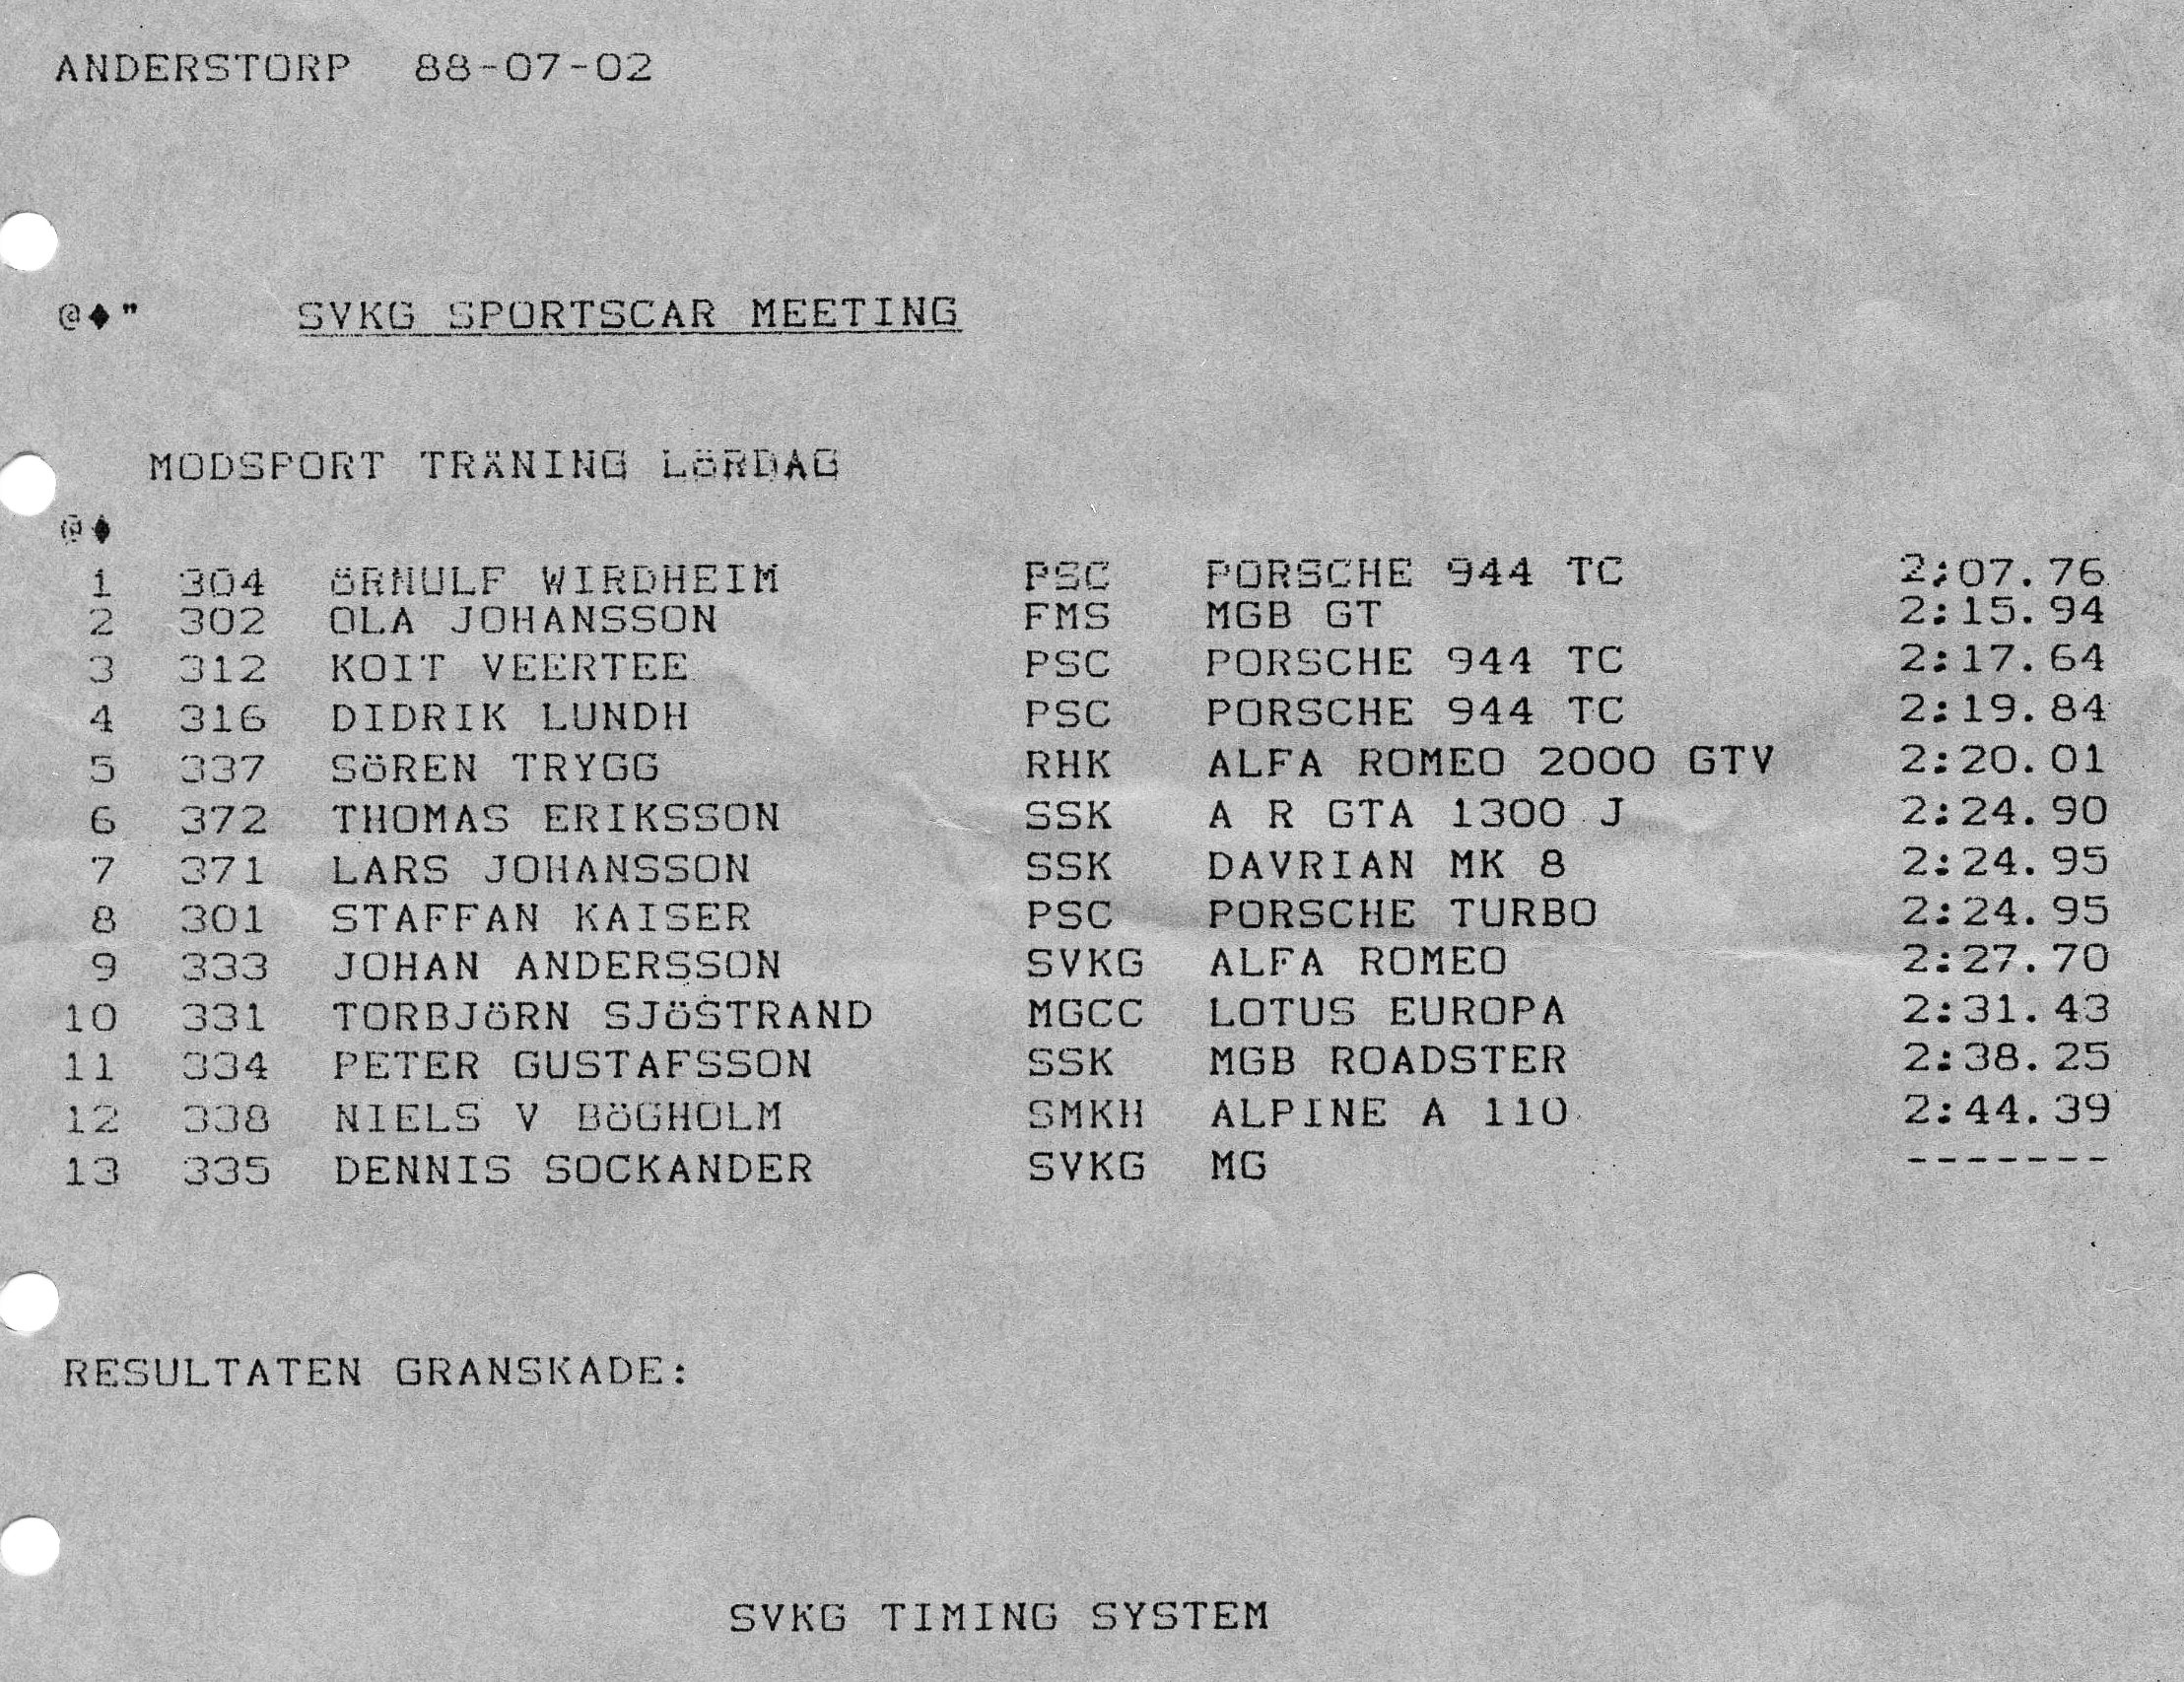 ANDERSTORP 88-07-02
@♦" SVKG SPORTSCAR MEETING
MODSPORT TRÄNING LÖRDAG
@♦
1 304 ÖRNULF WIRDHEIM PSC PORSCHE 944 TC 2:07.76
2 302 OLA JOHANSSON FMS MGB GT 2:15.94
3 312 KOIT VEERTEE PSC PORSCHE 944 TC 2:17.64
4 316 DIDRIK LUNDH PSC PORSCHE 944 TC 2:19.84
5 337 SÖREN TRYGG RHK ALFA ROMEO 2000 GTV 2:20.01
6 372 THOMAS ERIKSSON SSK A R GTA 1300 J 2:24.90
7 371 LARS JOHANSSON SSK DAVRIAN MK 8 2:24.95
8 301 STAFFAN KAISER PSC PORSCHE TURBO 2:24.95
9 333 JOHAN ANDERSSON SVKG ALFA ROMEO 2:27.70
10 331 TORBJÖRN SJÖSTRAND MGCC LOTUS EUROPA 2:31.43
11 334 PETER GUSTAFSSON SSK MGB ROADSTER 2:38.25
12 338 NIELS V BÖGHOLM SMKH ALPINE A 110 2:44.39
13 335 DENNIS SOCKANDER SVKG MG -------
RESULTATEN GRANSKADE:
SVKG TIMING SYSTEM